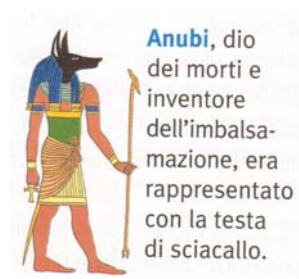 Anubi, dio
dei morti e
inventore
dell'imbalsa-
mazione, era
rappresentato
con la testa
di sciacallo.